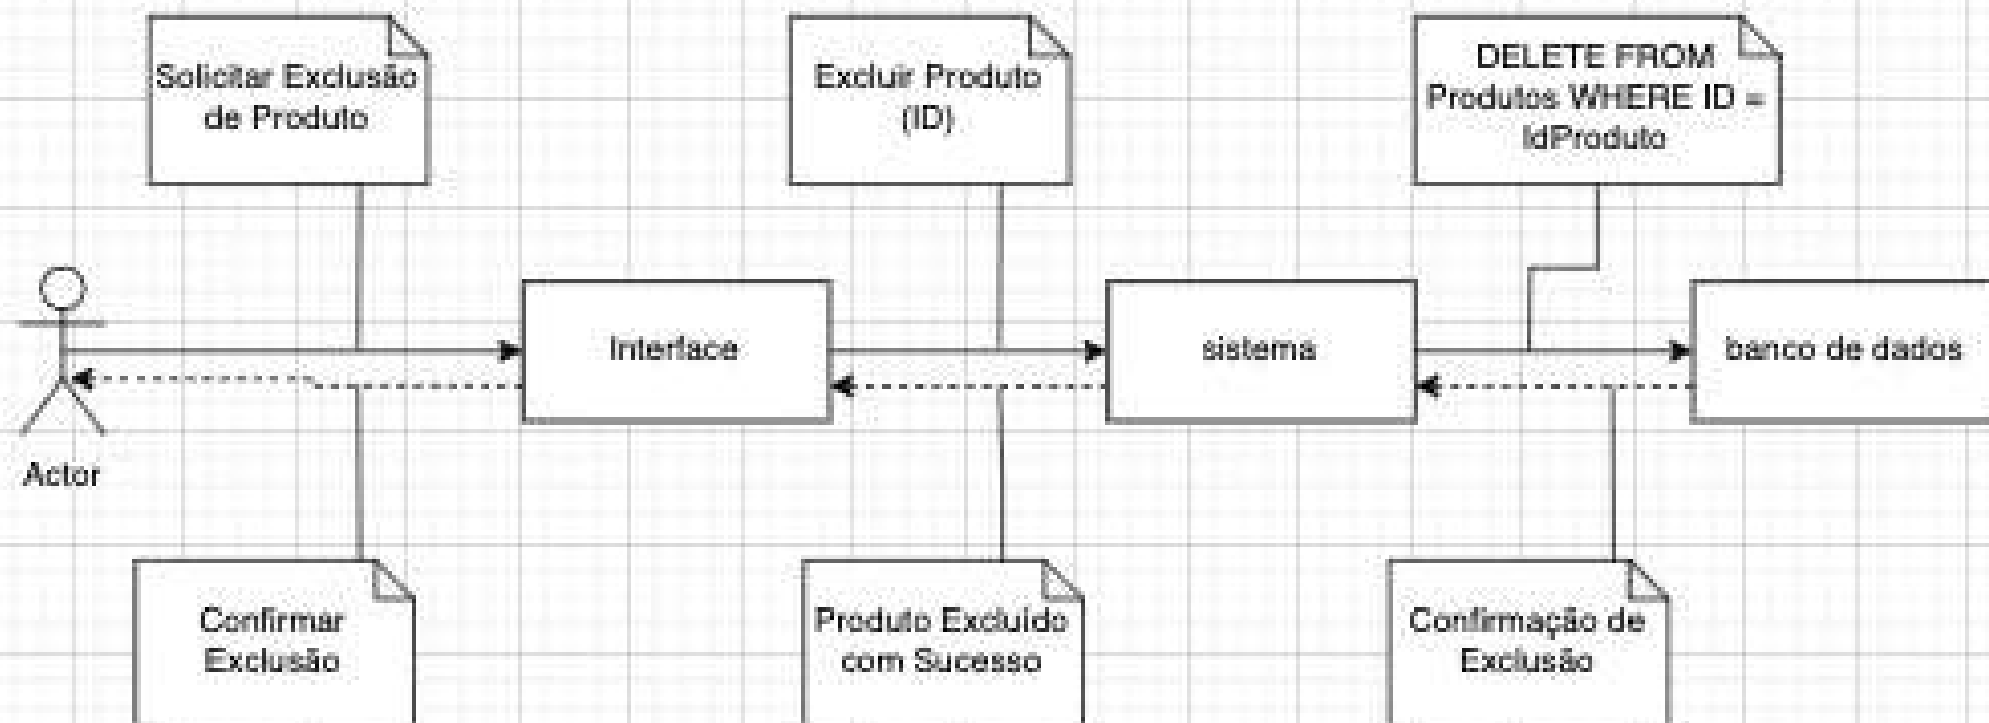 Solicitar Exclusão
de Produto
Excluir Produto
(ID)
DELETE FROM
Produtos WHERE ID =
IdProduto
Interface
sistema
banco de dados
Actor
Confirmar
Exclusão
Produto Excluído
com Sucesso
Confirmação de
Exclusão